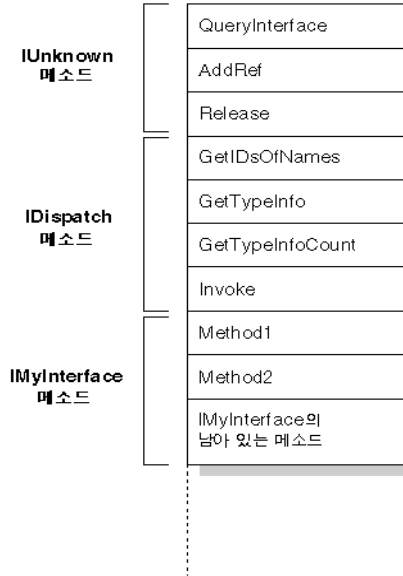 IUnknown
메소드
QueryInterface
AddRef
Release
IDispatch
메소드
GetIDsOfNames
GetTypeInfo
GetTypeInfoCount
Invoke
IMyInterface
메소드
Method1
Method2
IMyInterface의
남아 있는 메소드